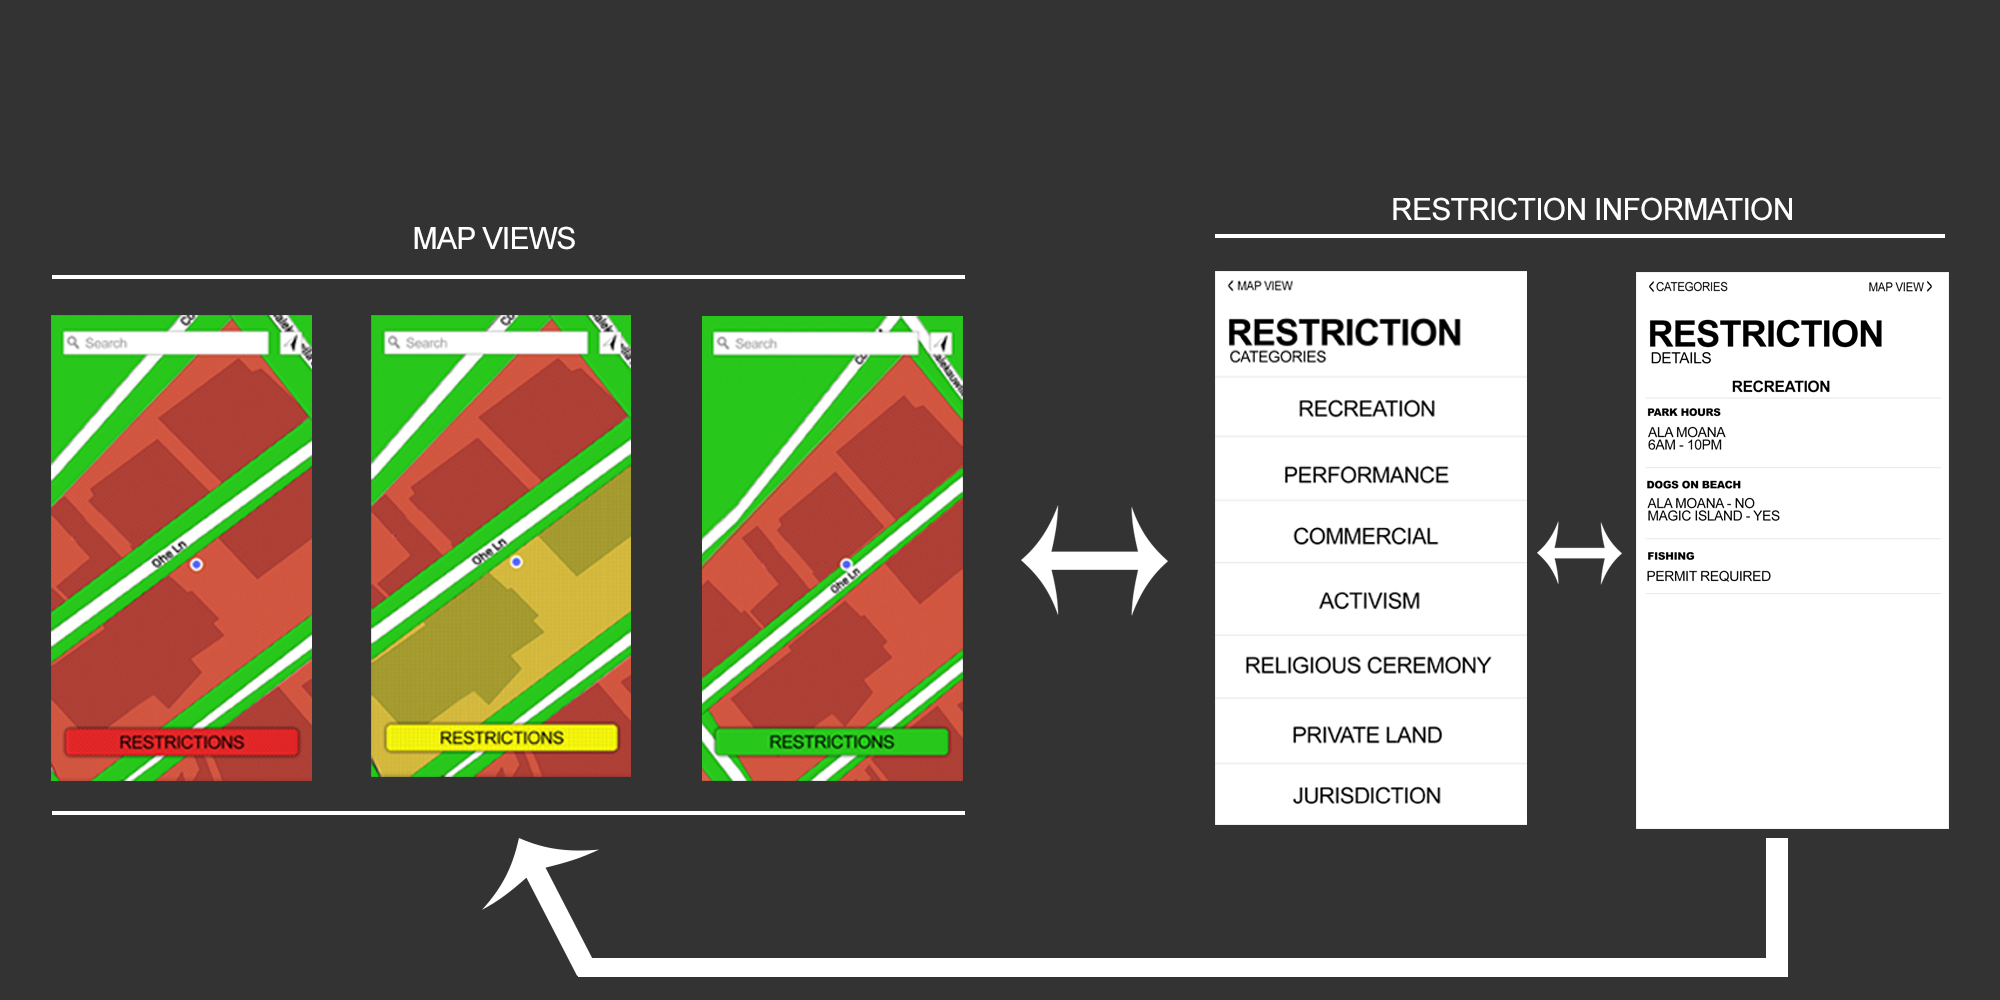 MAP VIEWS
Search
Ohe Ln
RESTRICTIONS
Search
Ohe Ln
RESTRICTIONS
Search
Ohe Ln
RESTRICTIONS
RESTRICTION INFORMATION
< MAP VIEW
RESTRICTION
CATEGORIES
RECREATION
PERFORMANCE
COMMERCIAL
ACTIVISM
RELIGIOUS CEREMONY
PRIVATE LAND
JURISDICTION
<CATEGORIES MAP VIEW>
RESTRICTION
DETAILS
RECREATION
PARK HOURS
ALA MOANA
6AM - 10PM
DOGS ON BEACH
ALA MOANA - NO
MAGIC ISLAND - YES
FISHING
PERMIT REQUIRED